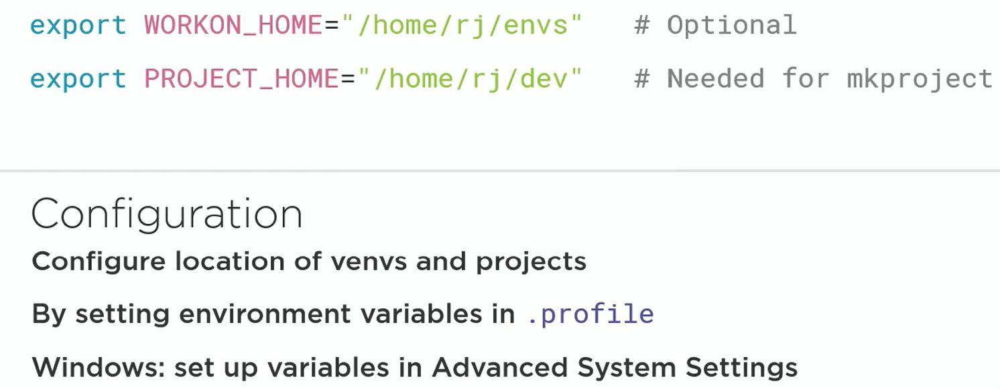 export WORKON_HOME="/home/rj/envs"   # Optional
export PROJECT_HOME="/home/rj/dev"   # Needed for mkproject
Configuration
Configure location of venvs and projects
By setting environment variables in .profile
Windows: set up variables in Advanced System Settings